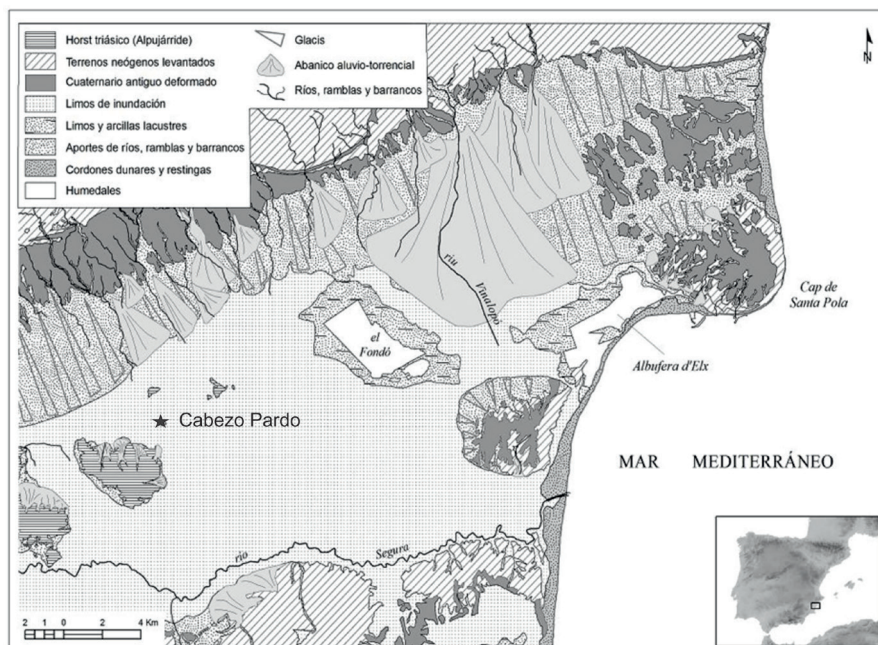 Horst triásico (Alpujárride)
Terrenos neógenos levantados
Cuaternario antiguo deformado
Limos de inundación
Limos y arcillas lacustres
Aportes de ríos, ramblas y barrancos
Cordones dunares y restingas
Humedales
Glacis
Abanico aluvio-torrencial
Ríos, ramblas y barrancos
N
riu
Vinalopó
Cap de
Santa Pola
el
Fondó
Albufera d'Elx
Cabezo Pardo
MAR MEDITERRÁNEO
río
Segura
2 1 0 2 4 Km